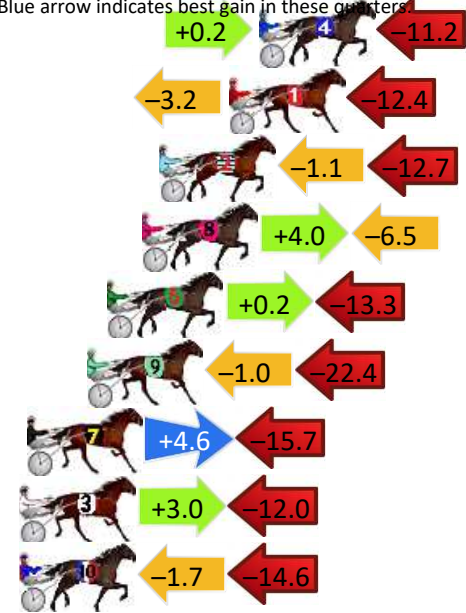 Blue arrow indicates best gain in these quarters.
+0.2 4 –11.2
–3.2 1 –12.4
2 –1.1 –12.7
8 +4.0 –6.5
–13.3 +0.2
9 –1.0 –22.4
7 +4.6 –15.7
3 +3.0 –12.0
10 –1.7 –14.6